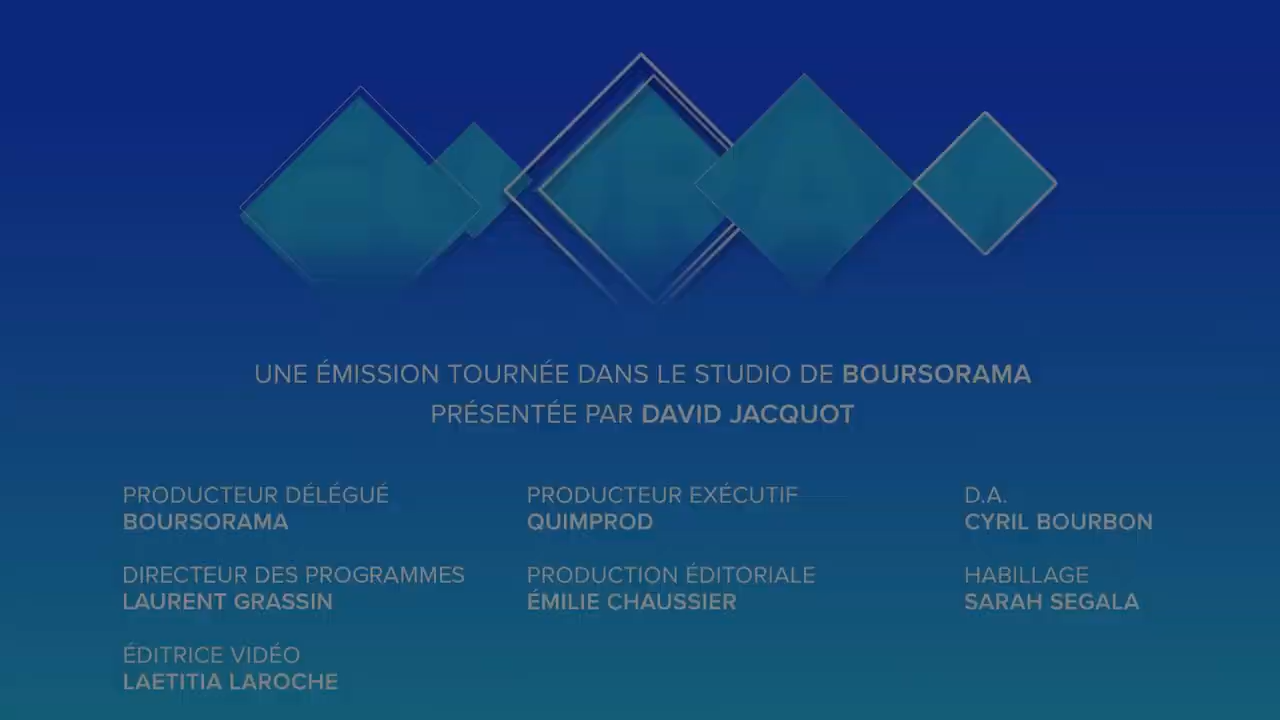 UNE ÉMISSION TOURNÉE DANS LE STUDIO DE BOURSORAMA
PRÉSENTÉE PAR DAVID JACQUOT
PRODUCTEUR DÉLÉGUÉ
BOURSORAMA
DIRECTEUR DES PROGRAMMES
LAURENT GRASSIN
ÉDITRICE VIDÉO
LAETITIA LAROCHE
PRODUCTEUR EXÉCUTIF
QUIMPROD
PRODUCTION ÉDITORIALE
ÉMILIE CHAUSSIER
D.A.
CYRIL BOURBON
HABILLAGE
SARAH SEGALA